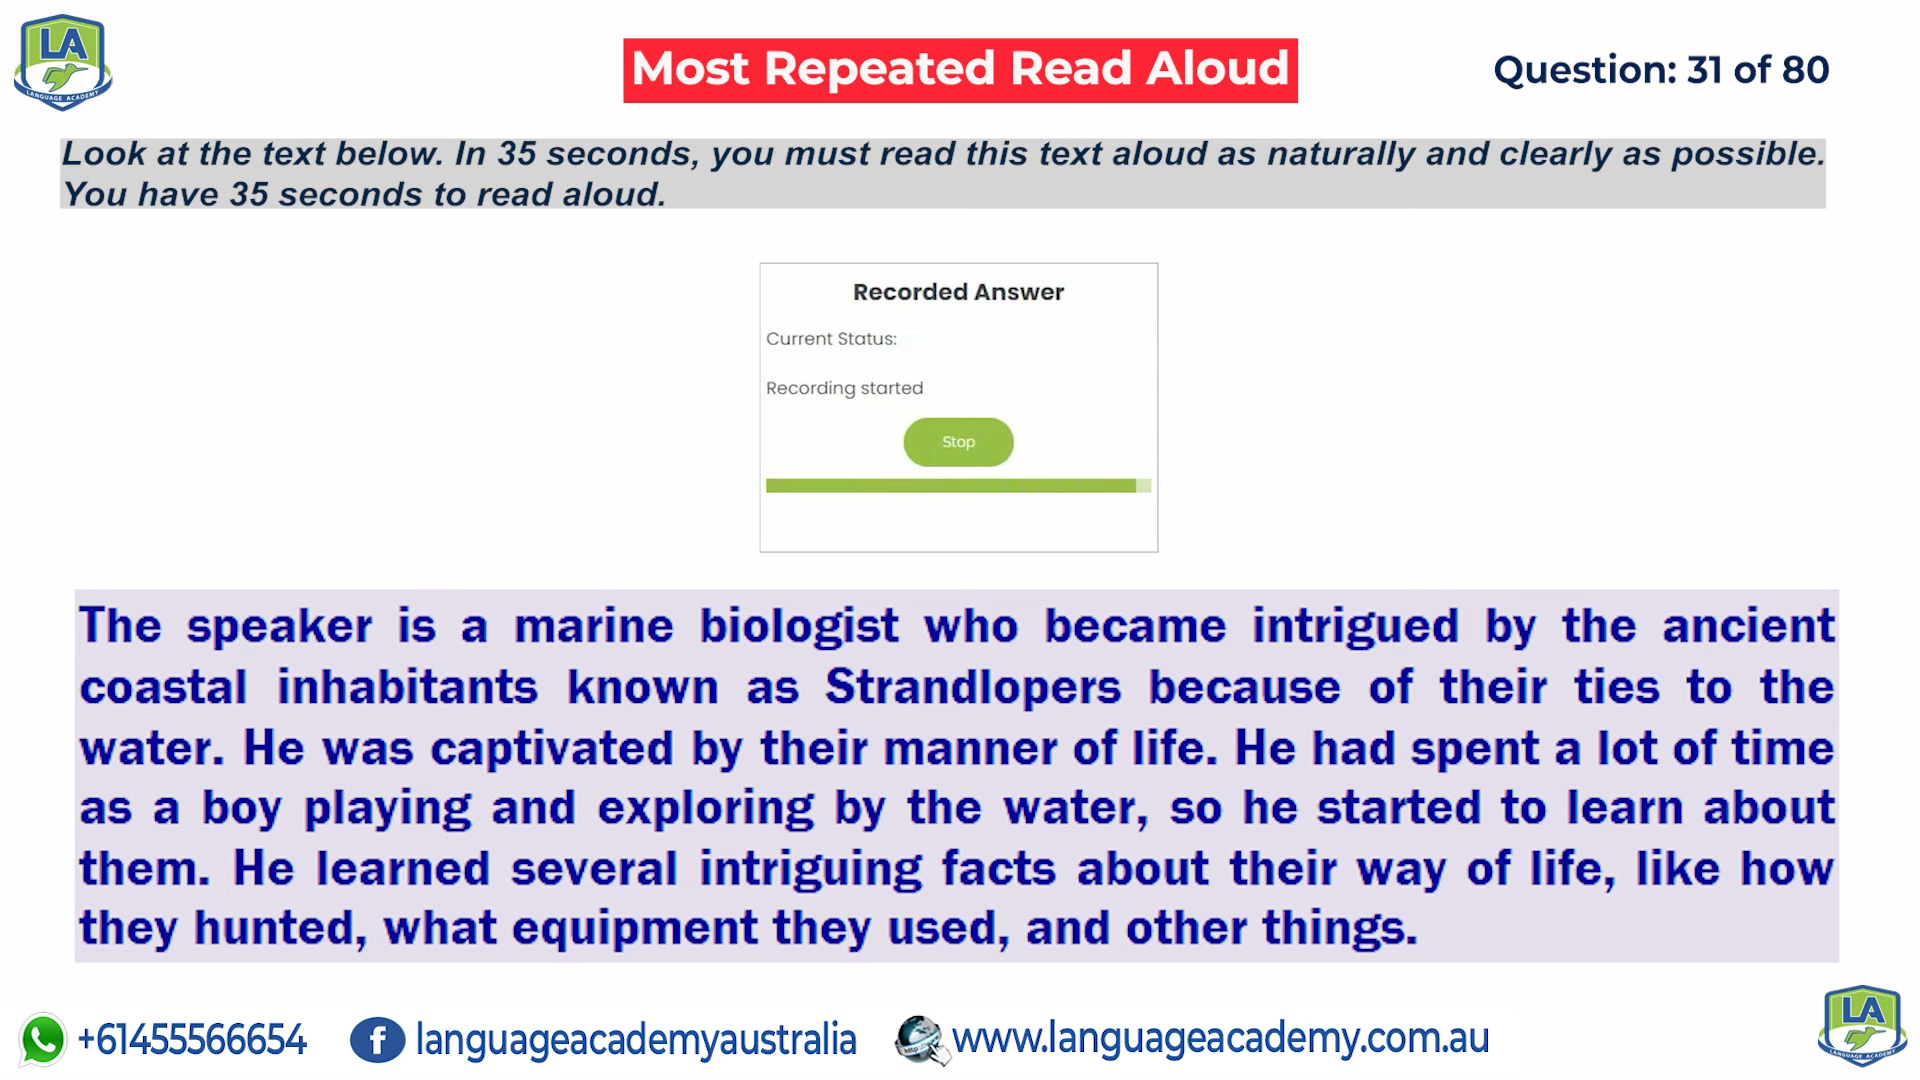 LA
LANGUAGE ACADEMY
Most Repeated Read Aloud
Question: 31 of 80
Look at the text below. In 35 seconds, you must read this text aloud as naturally and clearly as possible.
You have 35 seconds to read aloud.
Recorded Answer
Current Status:
Recording started
Stop
The speaker is a marine biologist who became intrigued by the ancient
coastal inhabitants known as Strandlopers because of their ties to the
water. He was captivated by their manner of life. He had spent a lot of time
as a boy playing and exploring by the water, so he started to learn about
them. He learned several intriguing facts about their way of life, like how
they hunted, what equipment they used, and other things.
+61455566654
f languageacademyaustralia
www.languageacademy.com.au
LA
LANGUAGE ACADEMY